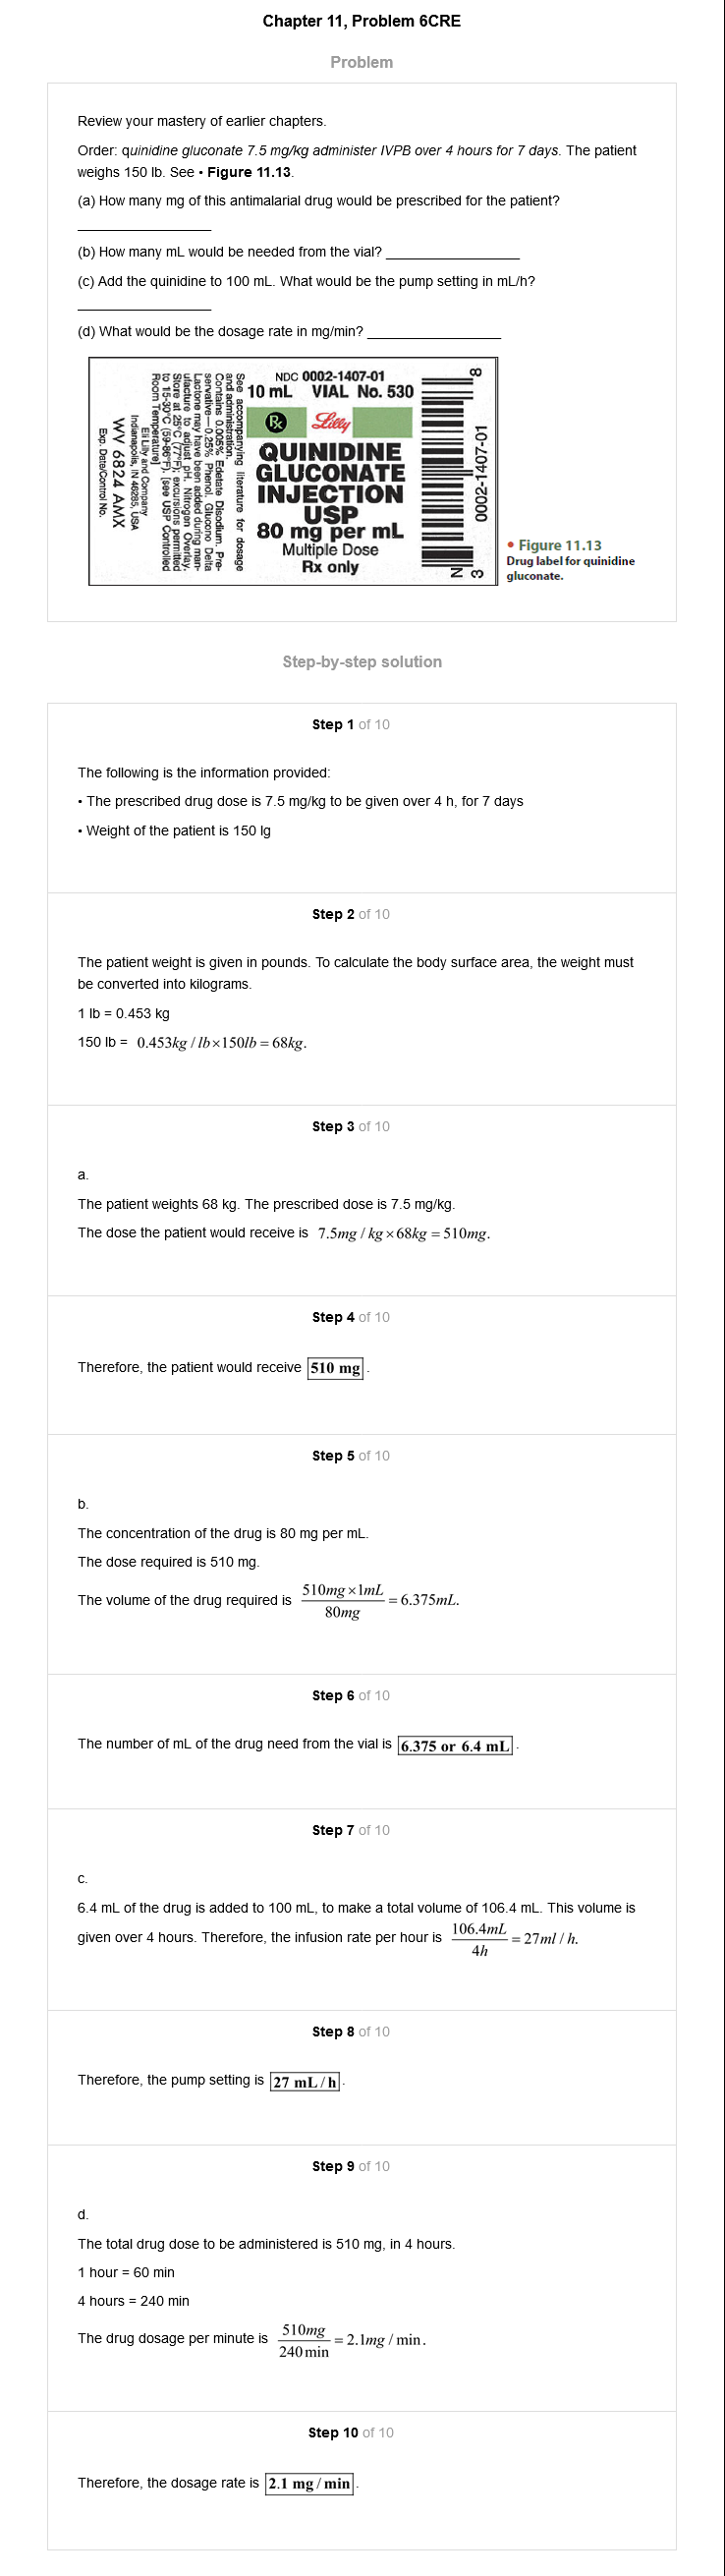 Chapter 11, Problem 6CRE
Problem
Review your mastery of earlier chapters.
Order: quinidine gluconate 7.5 mg/kg administer IVPB over 4 hours for 7 days. The patient
weighs 150 lb. See • Figure 11.13.
(a) How many mg of this antimalarial drug would be prescribed for the patient?
(b) How many mL would be needed from the vial?
(c) Add the quinidine to 100 mL. What would be the pump setting in mL/h?
(d) What would be the dosage rate in mg/min?
See accompanying literature for dosage
and administration.
Contains 0.005% Edetate Disodium. Pre-
servative—0.25% Phenol. Glucono Delta
Lactone may have been added during man-
ufacture to adjust pH. Nitrogen Overlay.
Store at 25°C (77°F); excursions permitted
to 15-30°C (59-86°F). [see USP Controlled
Room Temperature]
Eli Lilly and Company
Indianapolis, IN 46285, USA
WV 6824 AMX
Exp. Date/Control No.
NDC 0002-1407-01
10 mL VIAL No. 530
Rx
Lilly
QUINIDINE
GLUCONATE
INJECTION
USP
80 mg per mL
Multiple Dose
Rx only
8
0002-1407-01
N
3
• Figure 11.13
Drug label for quinidine
gluconate.
Step-by-step solution
Step 1 of 10
The following is the information provided:
• The prescribed drug dose is 7.5 mg/kg to be given over 4 h, for 7 days
• Weight of the patient is 150 lg
Step 2 of 10
The patient weight is given in pounds. To calculate the body surface area, the weight must
be converted into kilograms.
1 lb = 0.453 kg
150 lb = 0.453kg / lb×150lb = 68kg.
Step 3 of 10
a.
The patient weights 68 kg. The prescribed dose is 7.5 mg/kg.
The dose the patient would receive is 7.5mg / kg×68kg = 510mg.
Step 4 of 10
Therefore, the patient would receive 510 mg.
Step 5 of 10
b.
The concentration of the drug is 80 mg per mL.
The dose required is 510 mg.
The volume of the drug required is 510mg×1mL / 80mg = 6.375mL.
Step 6 of 10
The number of mL of the drug need from the vial is 6.375 or 6.4 mL.
Step 7 of 10
c.
6.4 mL of the drug is added to 100 mL, to make a total volume of 106.4 mL. This volume is
given over 4 hours. Therefore, the infusion rate per hour is 106.4mL / 4h = 27ml / h.
Step 8 of 10
Therefore, the pump setting is 27 mL/h.
Step 9 of 10
d.
The total drug dose to be administered is 510 mg, in 4 hours.
1 hour = 60 min
4 hours = 240 min
The drug dosage per minute is 510mg / 240min = 2.1mg / min.
Step 10 of 10
Therefore, the dosage rate is 2.1 mg/min.